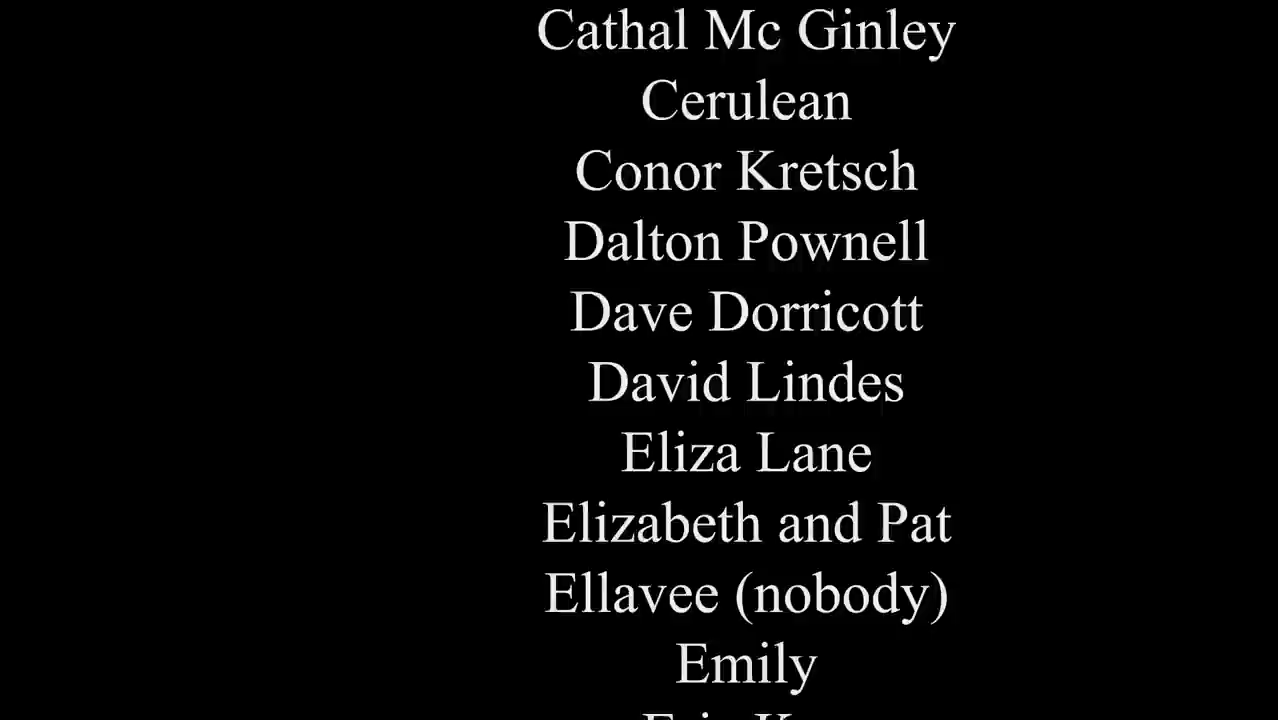 Cathal Mc Ginley
Cerulean
Conor Kretsch
Dalton Pownell
Dave Dorricott
David Lindes
Eliza Lane
Elizabeth and Pat
Ellavee (nobody)
Emily